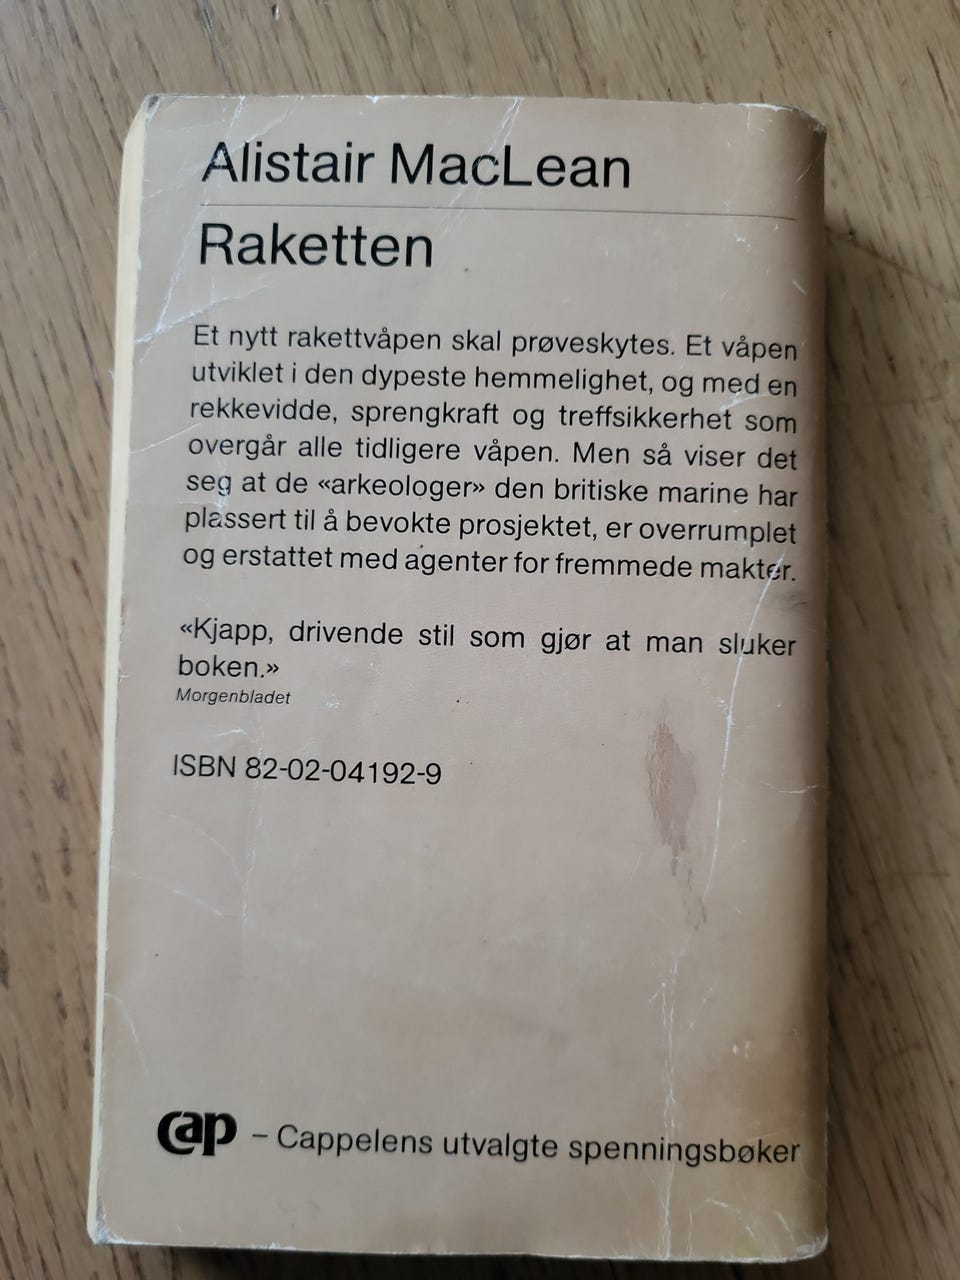 Alistair MacLean
Raketten
Et nytt rakettvåpen skal prøveskytes. Et våpen
utviklet i den dypeste hemmelighet, og med en
rekkevidde, sprengkraft og treffsikkerhet som
overgår alle tidligere våpen. Men så viser det
seg at de «arkeologer» den britiske marine har
plassert til å bevokte prosjektet, er overrumplet
og erstattet med agenter for fremmede makter.
«Kjapp, drivende stil som gjør at man sluker
boken.»
Morgenbladet
ISBN 82-02-04192-9
cap – Cappelens utvalgte spenningsbøker